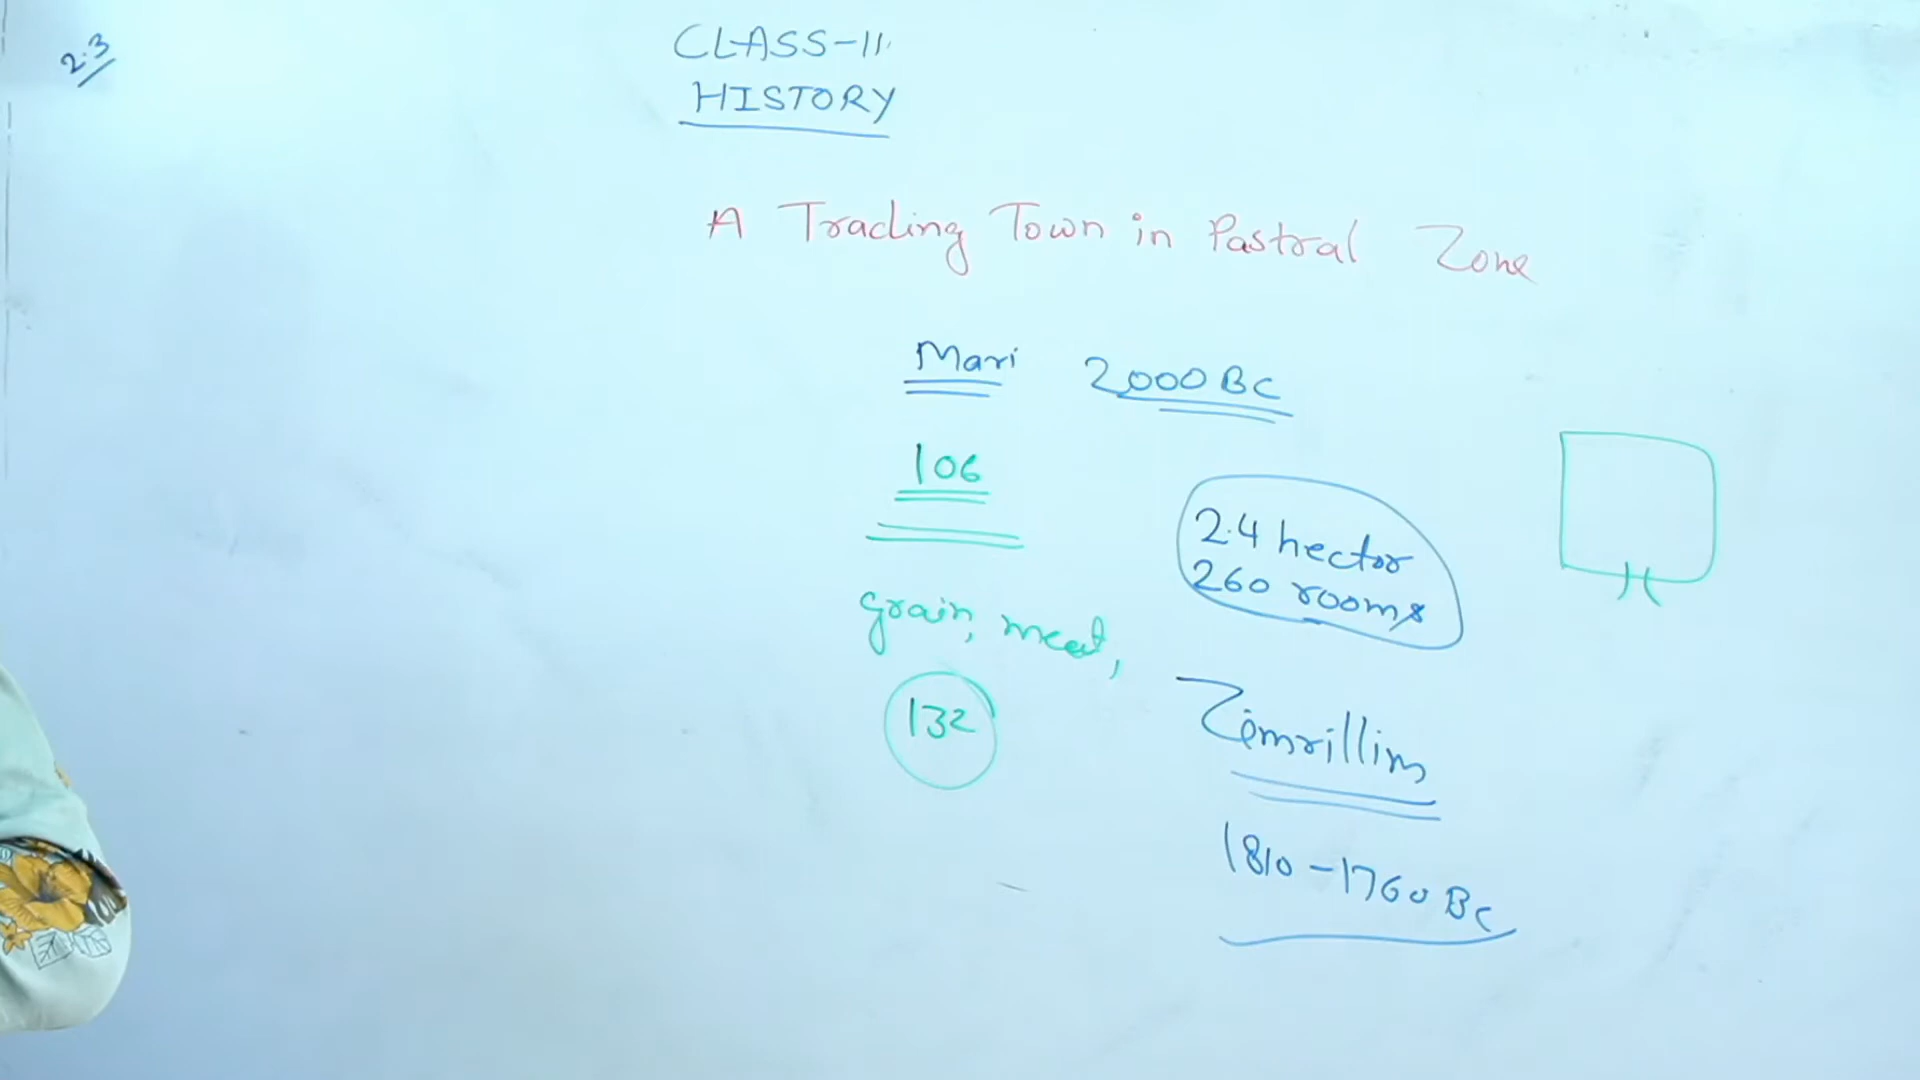 2.3
CLASS-11
HISTORY
A Trading Town in Pastral Zone
Mari 2000 BC
106
2.4 hector
260 rooms
grain, meat,
132
Zimrillim
1810-1760 BC